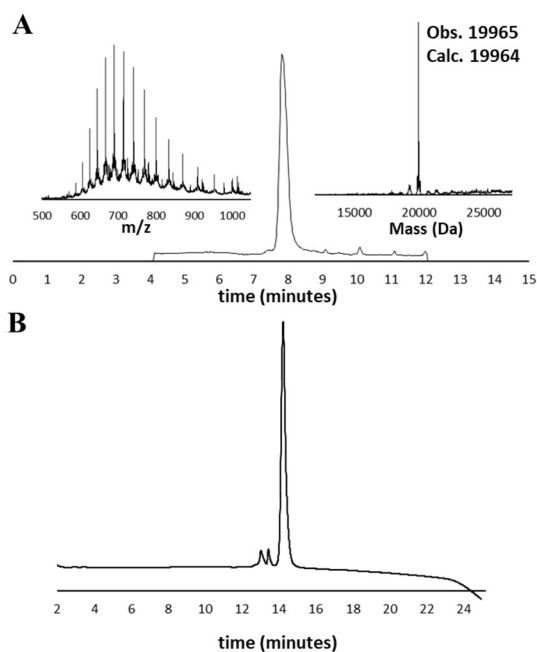 A
Obs. 19965
Calc. 19964
500 600 700 800 900 1000
m/z
15000 20000 25000
Mass (Da)
0 1 2 3 4 5 6 7 8 9 10 11 12 13 14 15
time (minutes)
B
2 4 6 8 10 12 14 16 18 20 22 24
time (minutes)